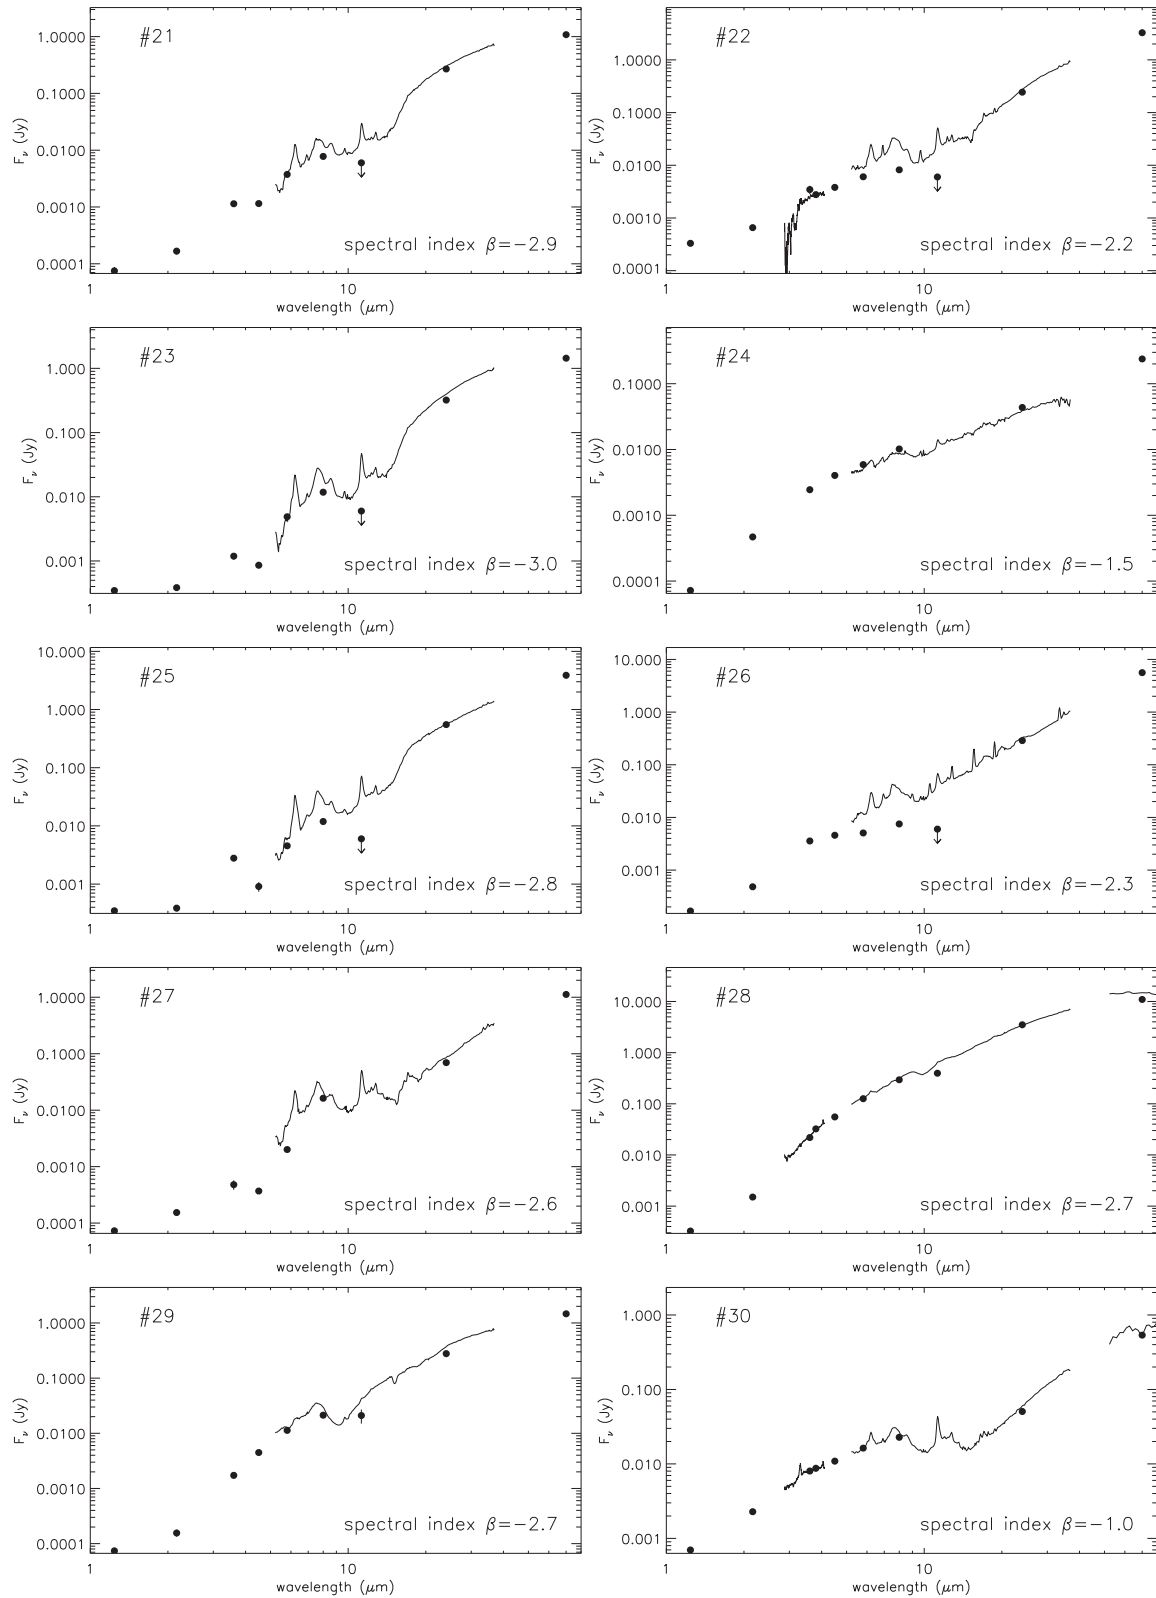 #21
1.0000
0.1000
0.0100
0.0010
0.0001
Fν (Jy)
spectral index β=−2.9
1 10
wavelength (μm)
#22
1.0000
0.1000
0.0100
0.0010
0.0001
Fν (Jy)
spectral index β=−2.2
1 10
wavelength (μm)
#23
1.000
0.100
0.010
0.001
Fν (Jy)
spectral index β=−3.0
1 10
wavelength (μm)
#24
0.1000
0.0100
0.0010
0.0001
Fν (Jy)
spectral index β=−1.5
1 10
wavelength (μm)
#25
10.000
1.000
0.100
0.010
0.001
Fν (Jy)
spectral index β=−2.8
1 10
wavelength (μm)
#26
10.000
1.000
0.100
0.010
0.001
Fν (Jy)
spectral index β=−2.3
1 10
wavelength (μm)
#27
1.0000
0.1000
0.0100
0.0010
0.0001
Fν (Jy)
spectral index β=−2.6
1 10
wavelength (μm)
#28
10.000
1.000
0.100
0.010
0.001
Fν (Jy)
spectral index β=−2.7
1 10
wavelength (μm)
#29
1.0000
0.1000
0.0100
0.0010
0.0001
Fν (Jy)
spectral index β=−2.7
1 10
wavelength (μm)
#30
1.000
0.100
0.010
0.001
Fν (Jy)
spectral index β=−1.0
1 10
wavelength (μm)